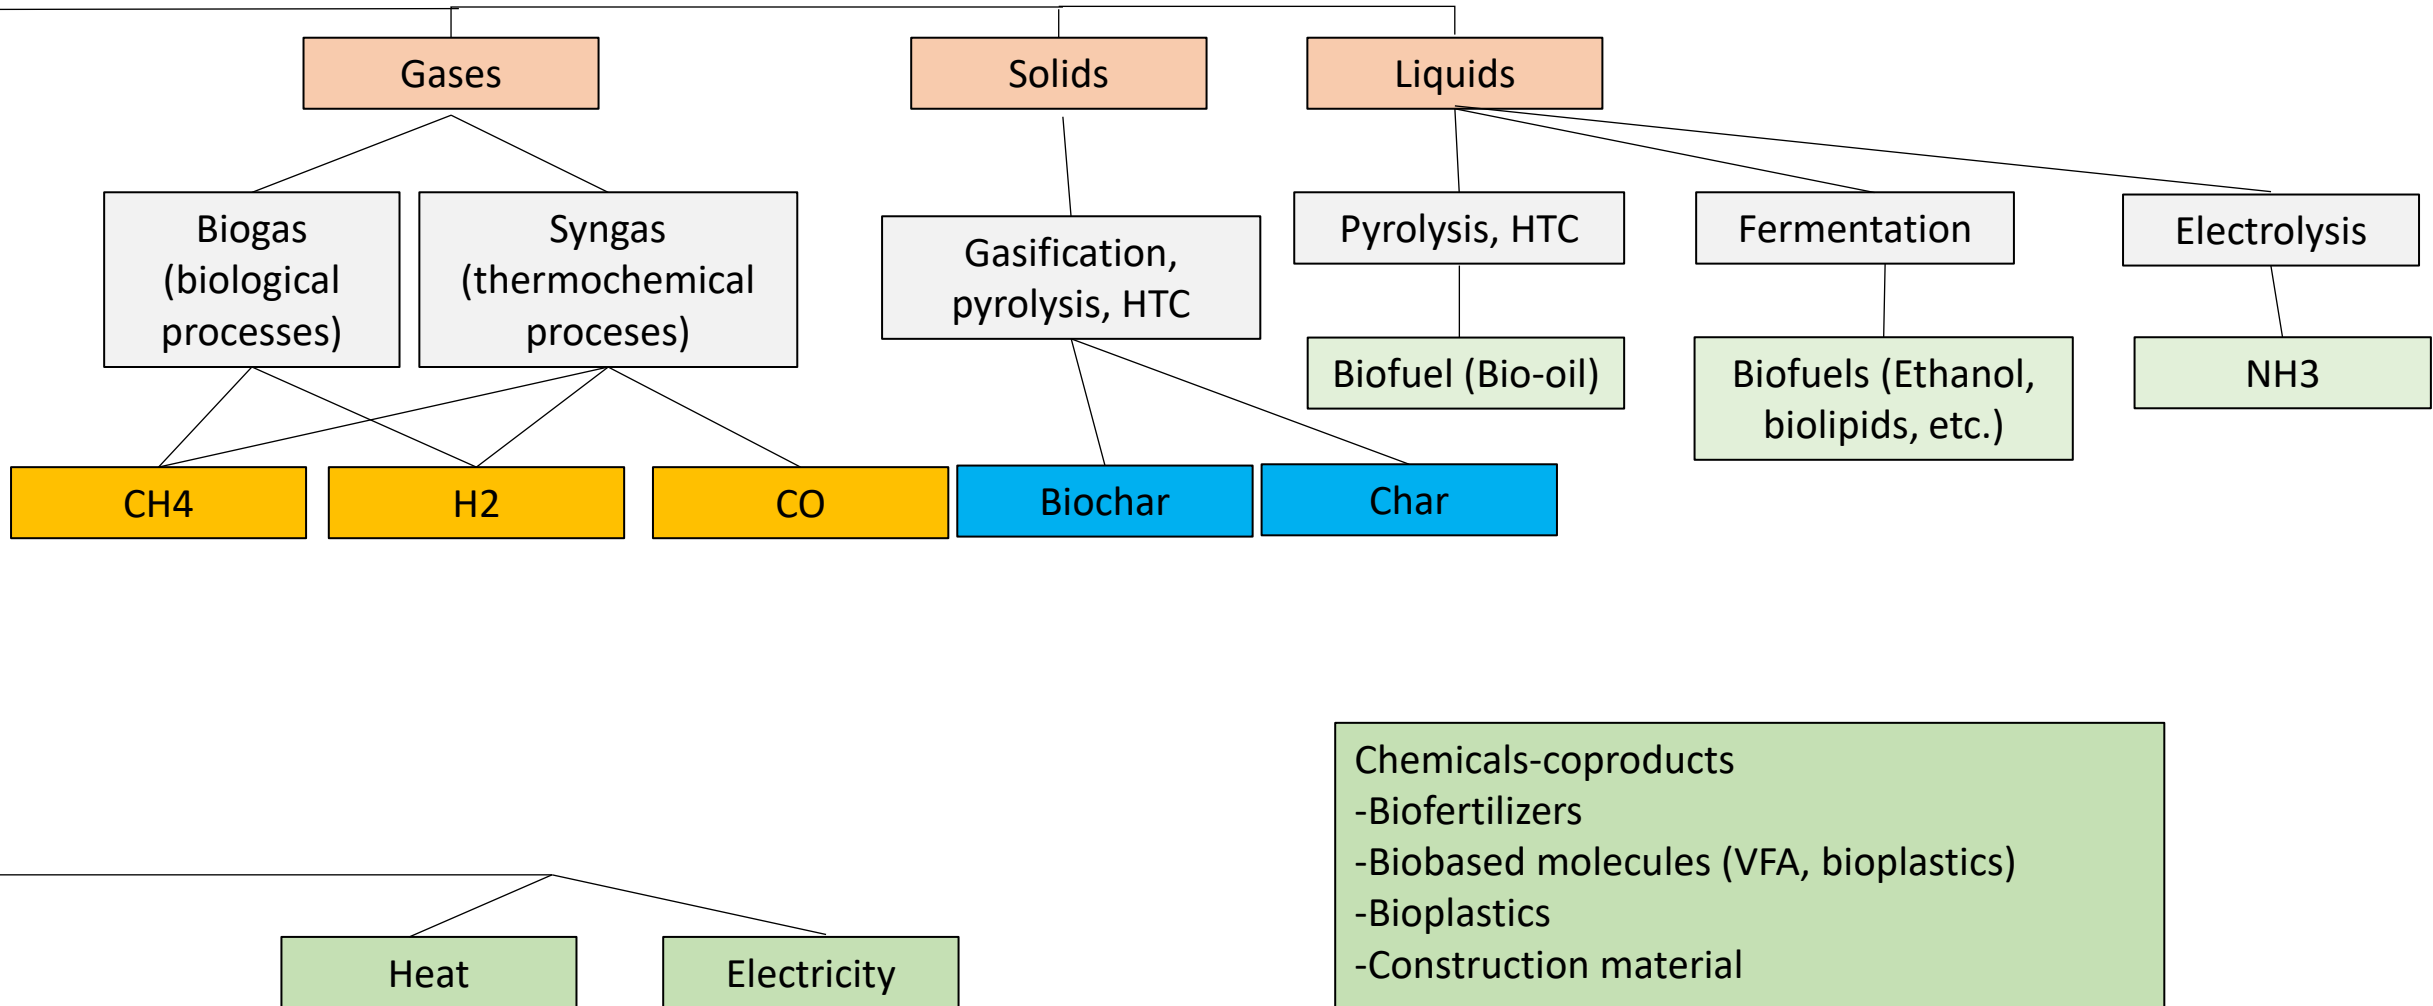 Gases
Solids
Liquids
Biogas
(biological
processes)
Syngas
(thermochemical
proceses)
Gasification,
pyrolysis, HTC
Pyrolysis, HTC
Fermentation
Electrolysis
Biofuel (Bio-oil)
Biofuels (Ethanol,
biolipids, etc.)
NH3
CH4
H2
CO
Biochar
Char
Chemicals-coproducts
-Biofertilizers
-Biobased molecules (VFA, bioplastics)
-Bioplastics
-Construction material
Heat
Electricity